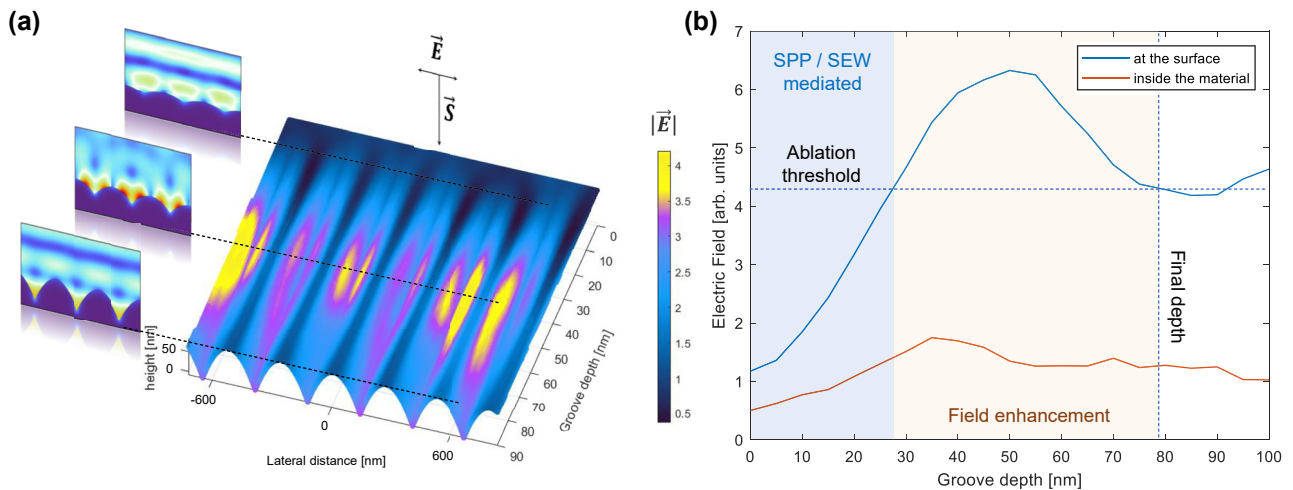 (a)
E
S
|E|
4
3.5
3
2.5
2
1.5
1
0.5
0
10
20
30
40
50
60
70
80
90
Groove depth [nm]
height [nm]
50
0
-600
0
600
Lateral distance [nm]
(b)
7
6
5
4
3
2
1
0
Electric Field [arb. units]
SPP / SEW
mediated
at the surface
inside the material
Ablation
threshold
Final depth
Field enhancement
0
10
20
30
40
50
60
70
80
90
100
Groove depth [nm]